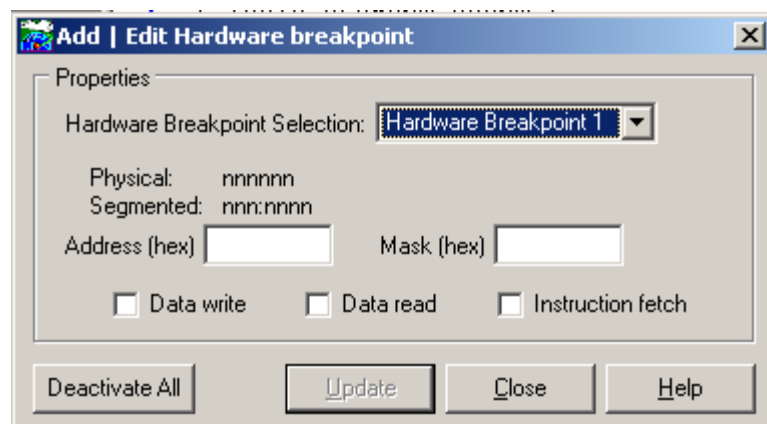 Add | Edit Hardware breakpoint
Properties
Hardware Breakpoint Selection: Hardware Breakpoint 1
Physical: nnnnnn
Segmented: nnn:nnnn
Address (hex) Mask (hex)
Data write Data read Instruction fetch
Deactivate All Update Close Help